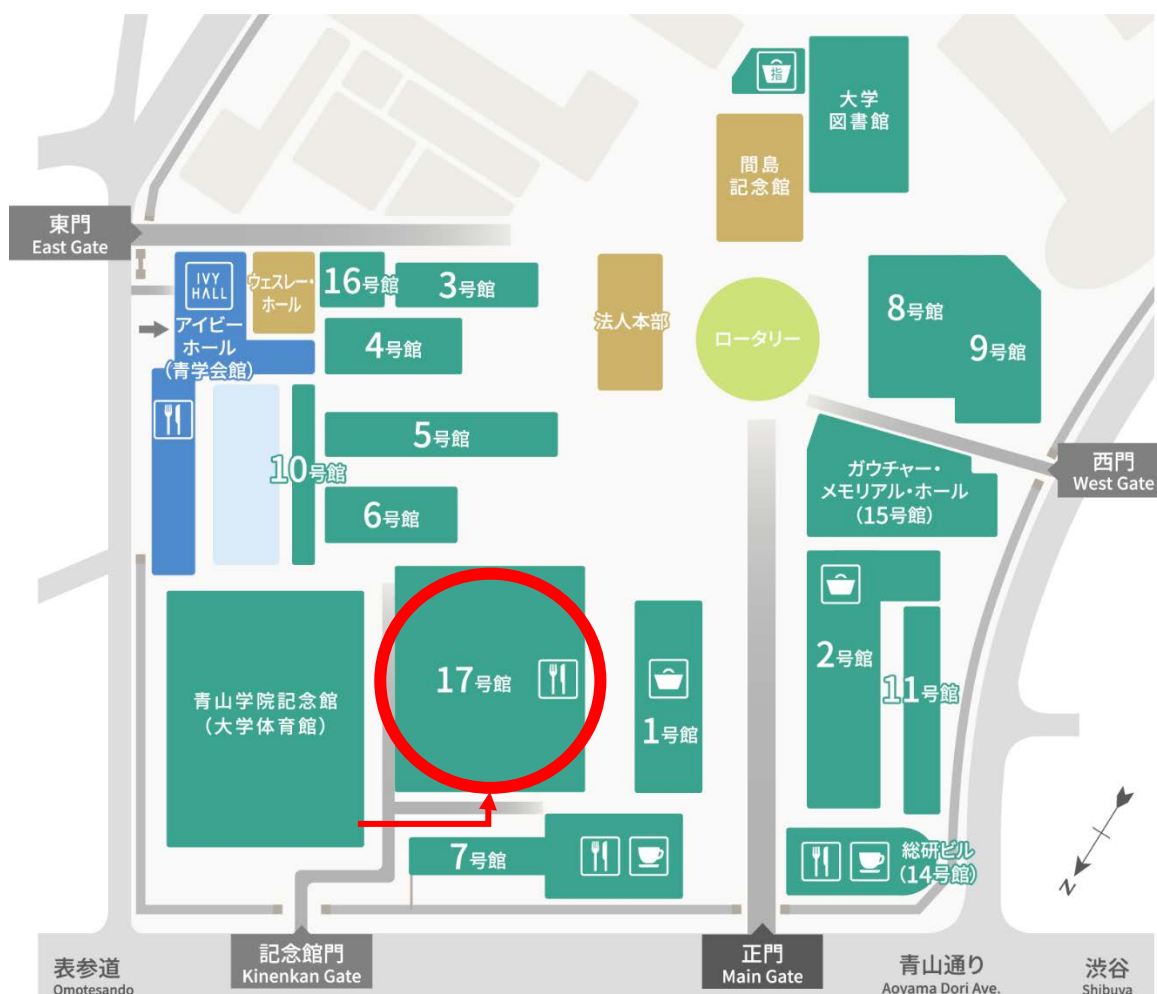 指
大学
図書館
間島
記念館
東門
East Gate
IVY
HALL
ウェスレー・
ホール
16号館
3号館
アイビー
ホール
(青学会館)
4号館
法人本部
ロータリー
8号館
9号館
5号館
10号館
6号館
ガウチャー・
メモリアル・ホール
(15号館)
西門
West Gate
17号館
青山学院記念館
(大学体育館)
1号館
2号館
11号館
7号館
総研ビル
(14号館)
N
表参道
Omotesando
記念館門
Kinenkan Gate
正門
Main Gate
青山通り
Aoyama Dori Ave.
渋谷
Shibuya